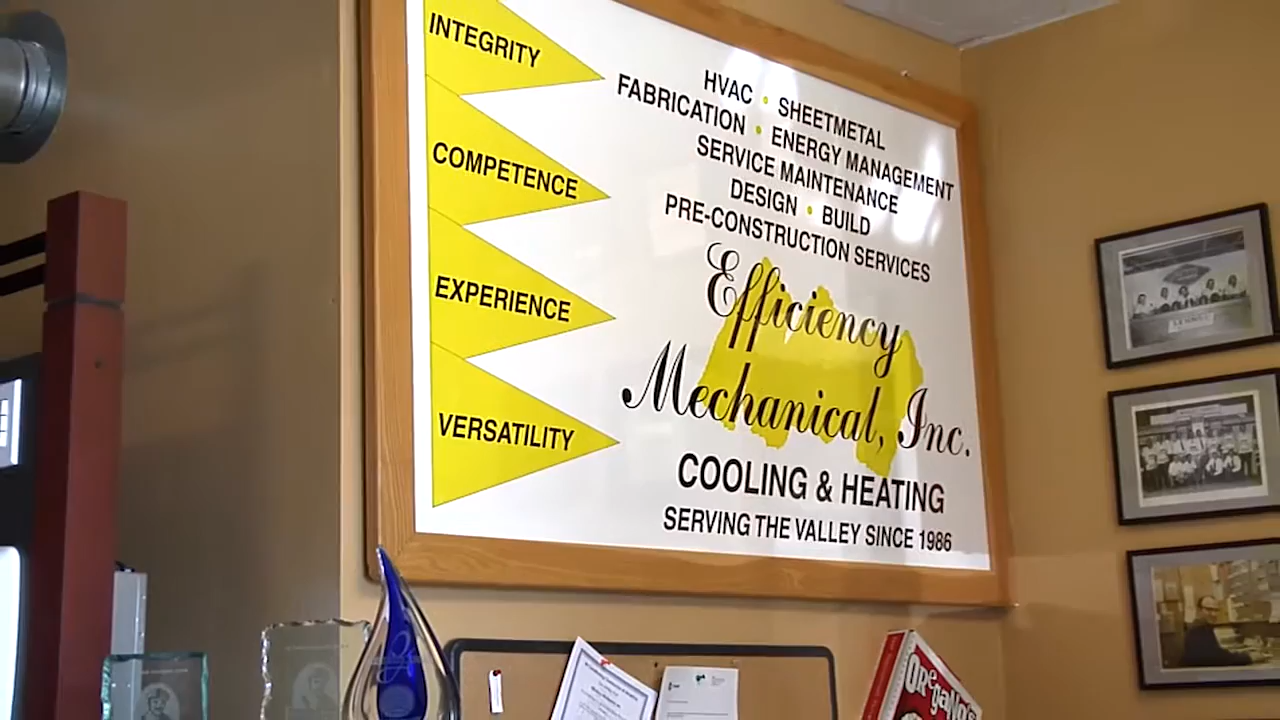 INTEGRITY
COMPETENCE
EXPERIENCE
VERSATILITY
HVAC • SHEETMETAL
FABRICATION • ENERGY MANAGEMENT
SERVICE MAINTENANCE
DESIGN • BUILD
PRE-CONSTRUCTION SERVICES
Efficiency
Mechanical, Inc.
COOLING & HEATING
SERVING THE VALLEY SINCE 1986
OReGaNO's